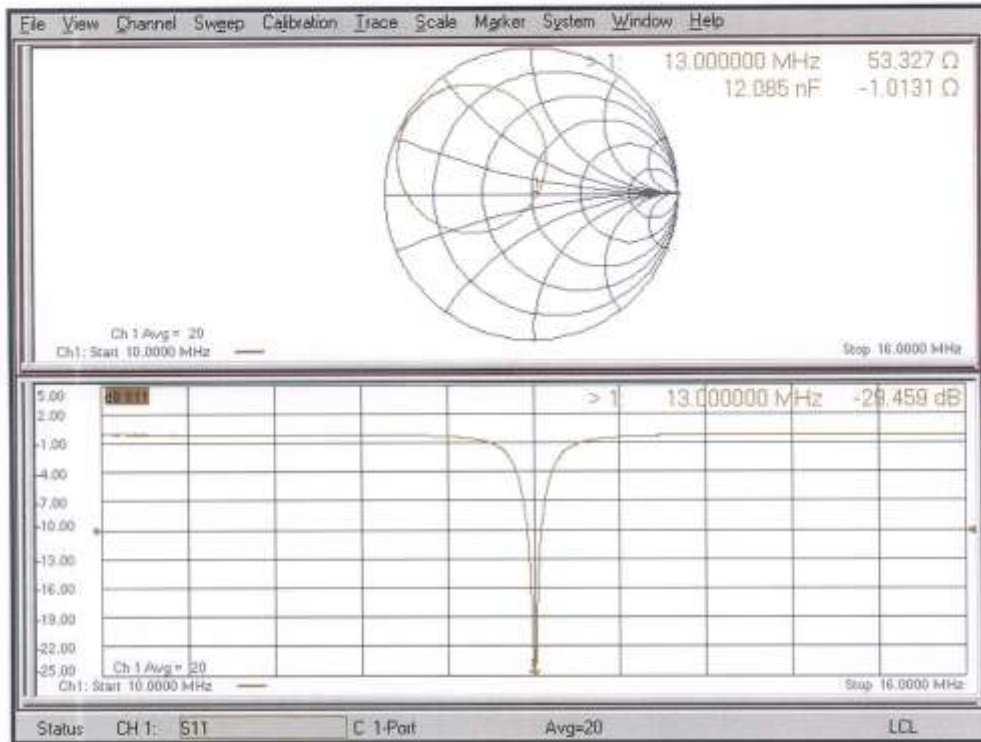 File View Channel Sweep Calibration Trace Scale Marker System Window Help
> 1: 13.000000 MHz 53.327 Ω
12.085 nF -1.0131 Ω
Ch 1 Avg = 20
Ch1: Start 10.0000 MHz Stop 16.0000 MHz
5.00 dB S11 > 1: 13.000000 MHz -29.459 dB
2.00
-1.00
-4.00
-7.00
-10.00
-13.00
-16.00
-19.00
-22.00
-25.00 Ch 1 Avg = 20
Ch1: Start 10.0000 MHz Stop 16.0000 MHz
Status CH 1: S11 C 1-Port Avg=20 LCL